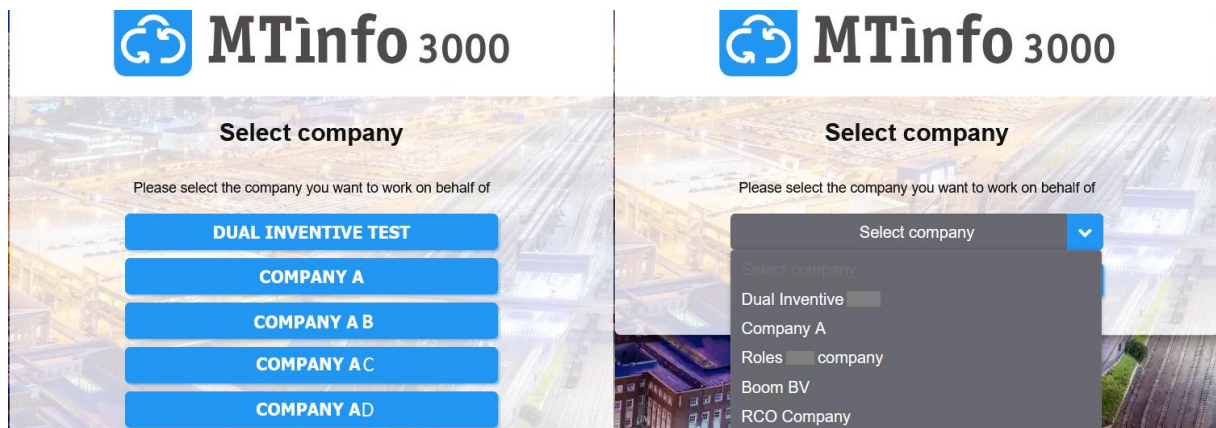 MTinfo 3000
Select company
Please select the company you want to work on behalf of
DUAL INVENTIVE TEST
COMPANY A
COMPANY A B
COMPANY A C
COMPANY AD
MTinfo 3000
Select company
Please select the company you want to work on behalf of
Select company
Select company
Dual Inventive
Company A
Roles company
Boom BV
RCO Company